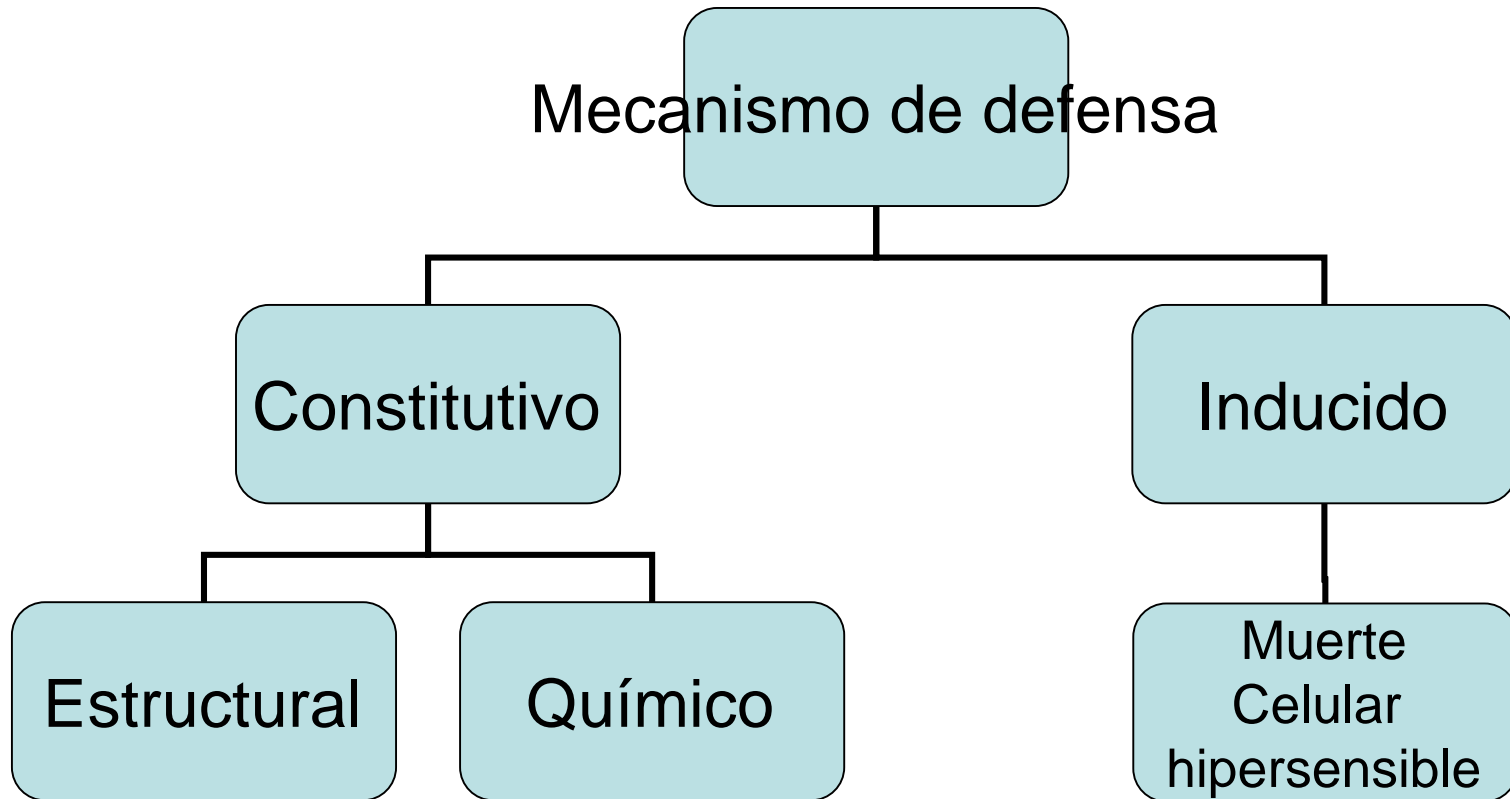 Mecanismo de defensa
Constitutivo
Inducido
Estructural
Químico
Muerte
Celular
hipersensible